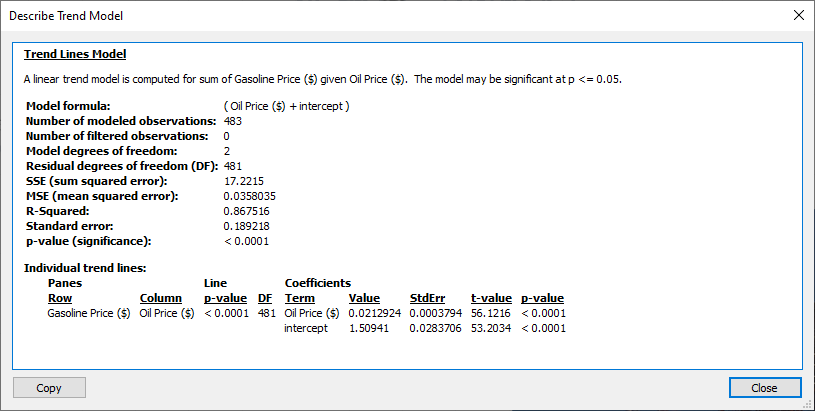 Describe Trend Model
Trend Lines Model
A linear trend model is computed for sum of Gasoline Price ($) given Oil Price ($). The model may be significant at p <= 0.05.
Model formula: ( Oil Price ($) + intercept )
Number of modeled observations: 483
Number of filtered observations: 0
Model degrees of freedom: 2
Residual degrees of freedom (DF): 481
SSE (sum squared error): 17.2215
MSE (mean squared error): 0.0358035
R-Squared: 0.867516
Standard error: 0.189218
p-value (significance): < 0.0001
Individual trend lines:
Panes Line Coefficients
Row Column p-value DF Term Value StdErr t-value p-value
Gasoline Price ($) Oil Price ($) < 0.0001 481 Oil Price ($) 0.0212924 0.0003794 56.1216 < 0.0001
intercept 1.50941 0.0283706 53.2034 < 0.0001
Copy Close